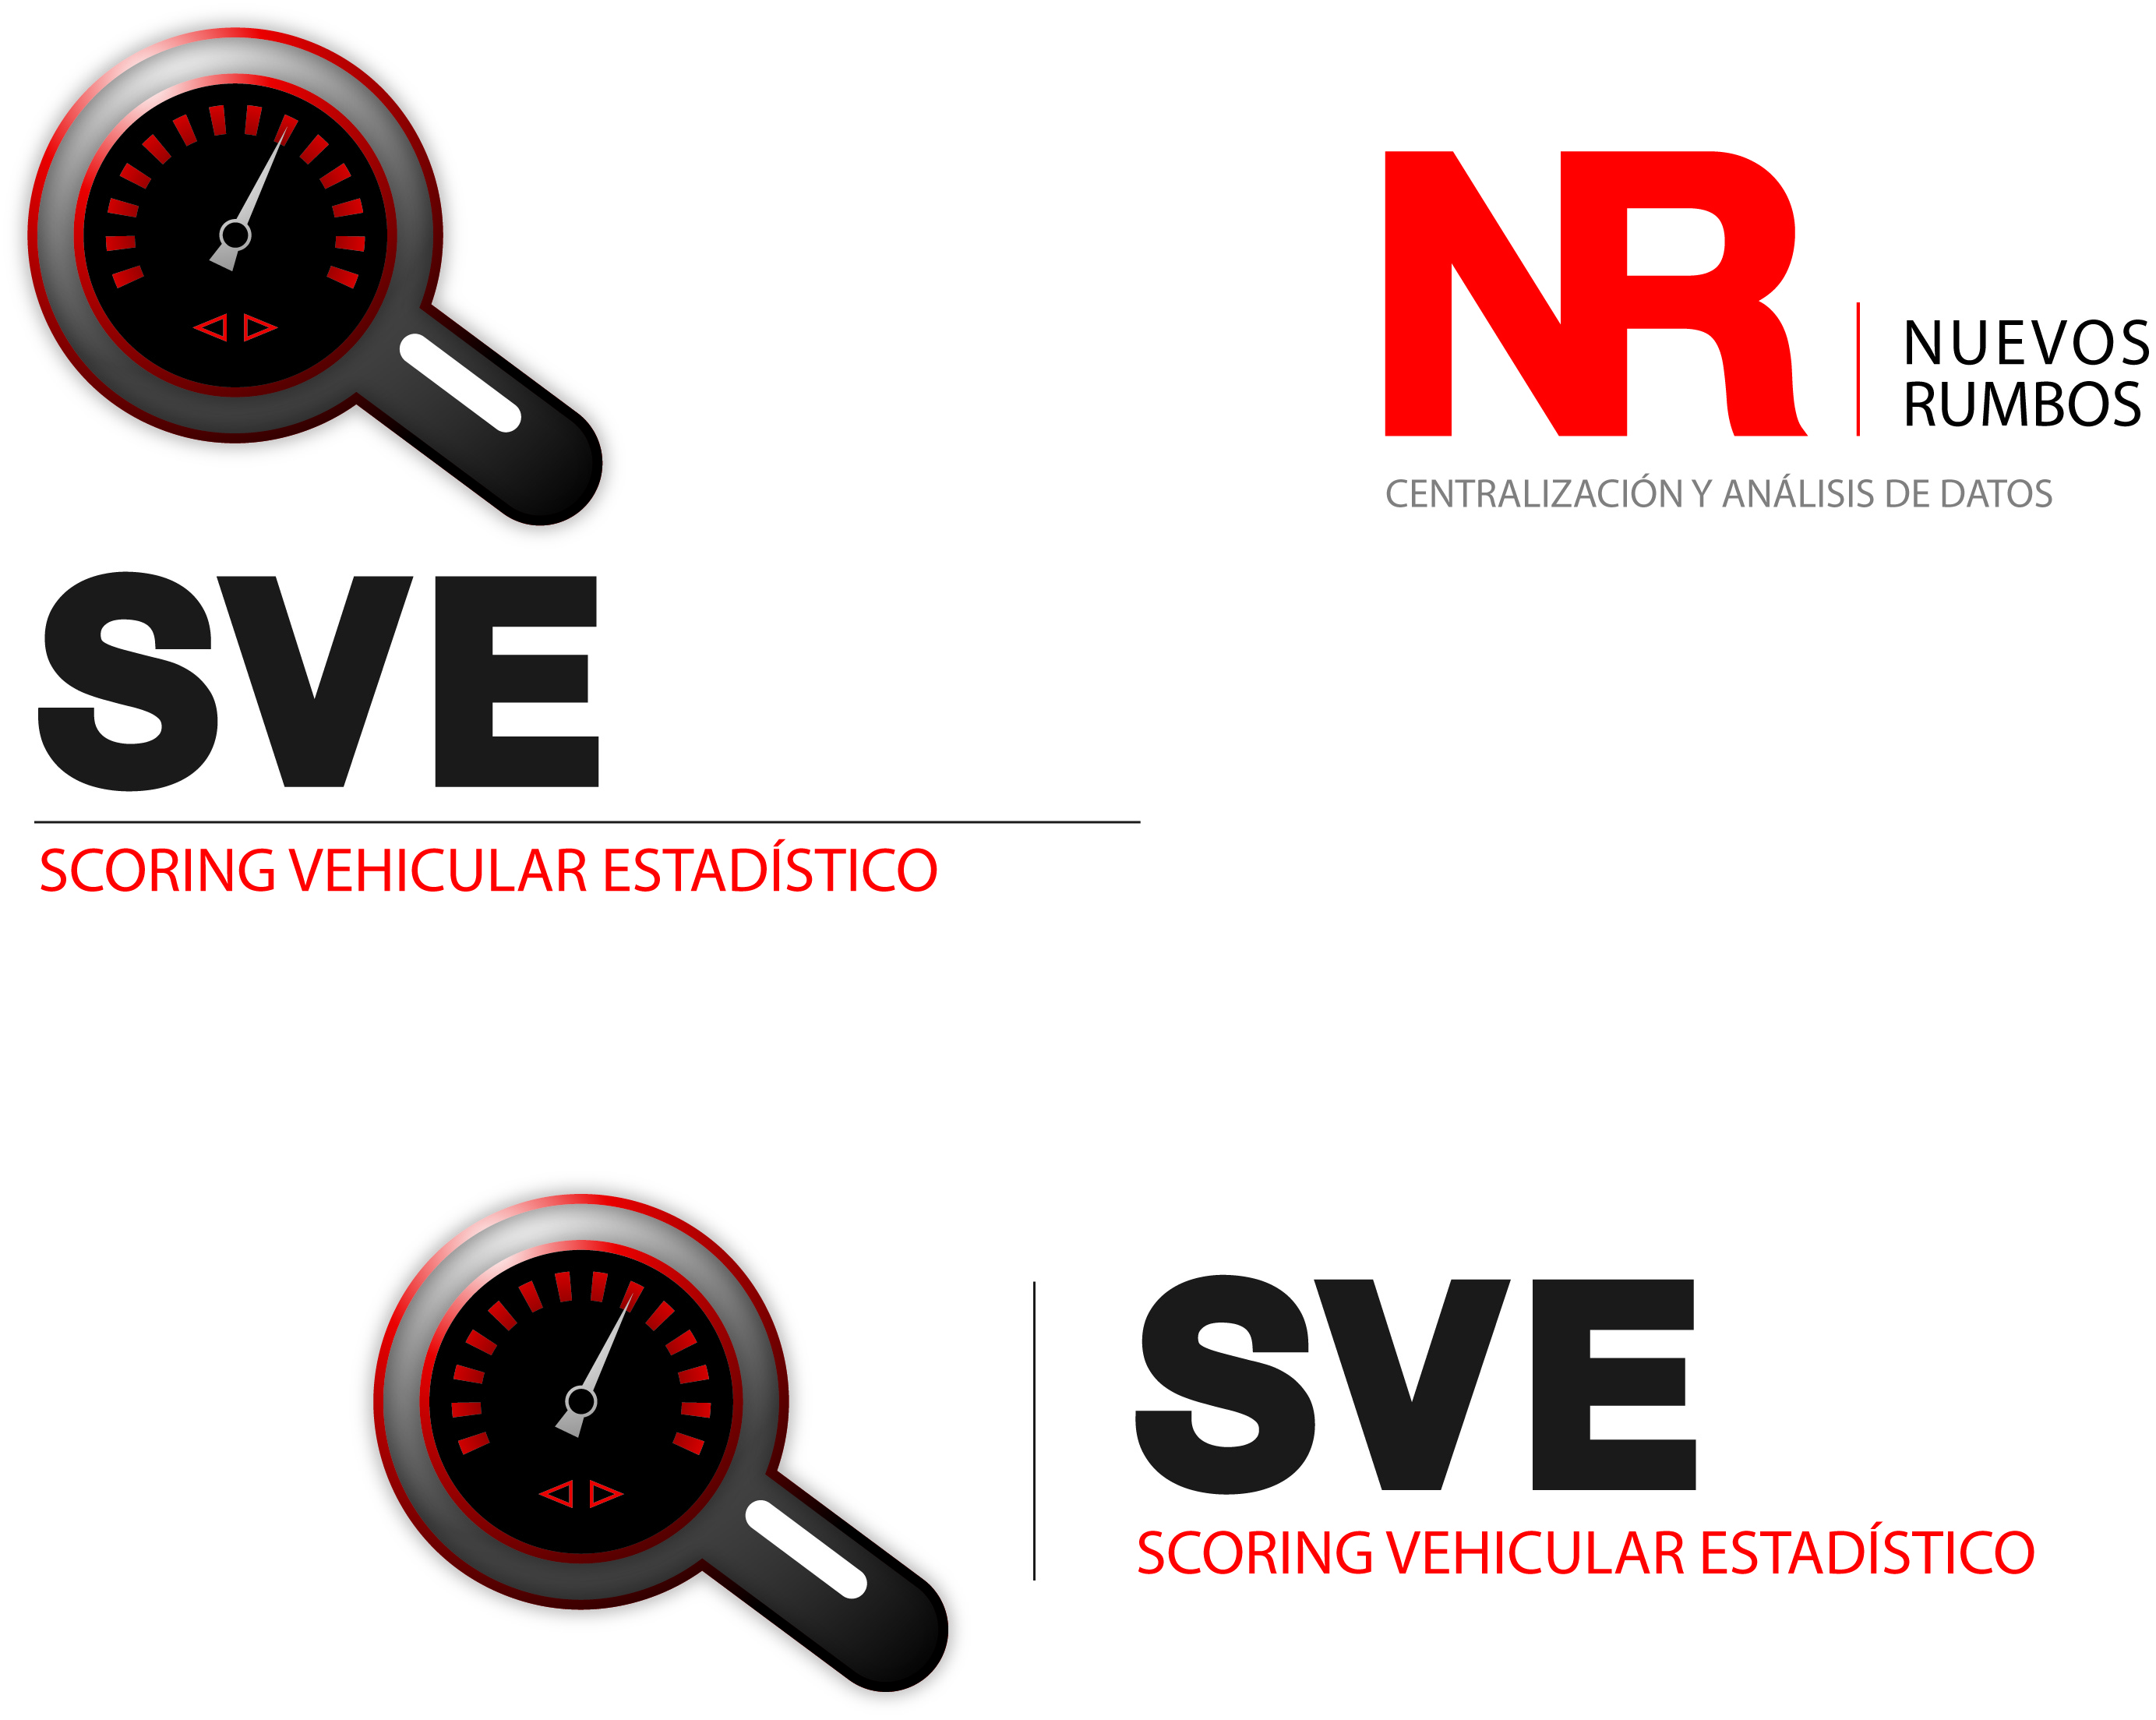 NR
NUEVOS
RUMBOS
CENTRALIZACIÓN Y ANÁLISIS DE DATOS
SVE
SCORING VEHICULAR ESTADÍSTICO
SVE
SCORING VEHICULAR ESTADÍSTICO